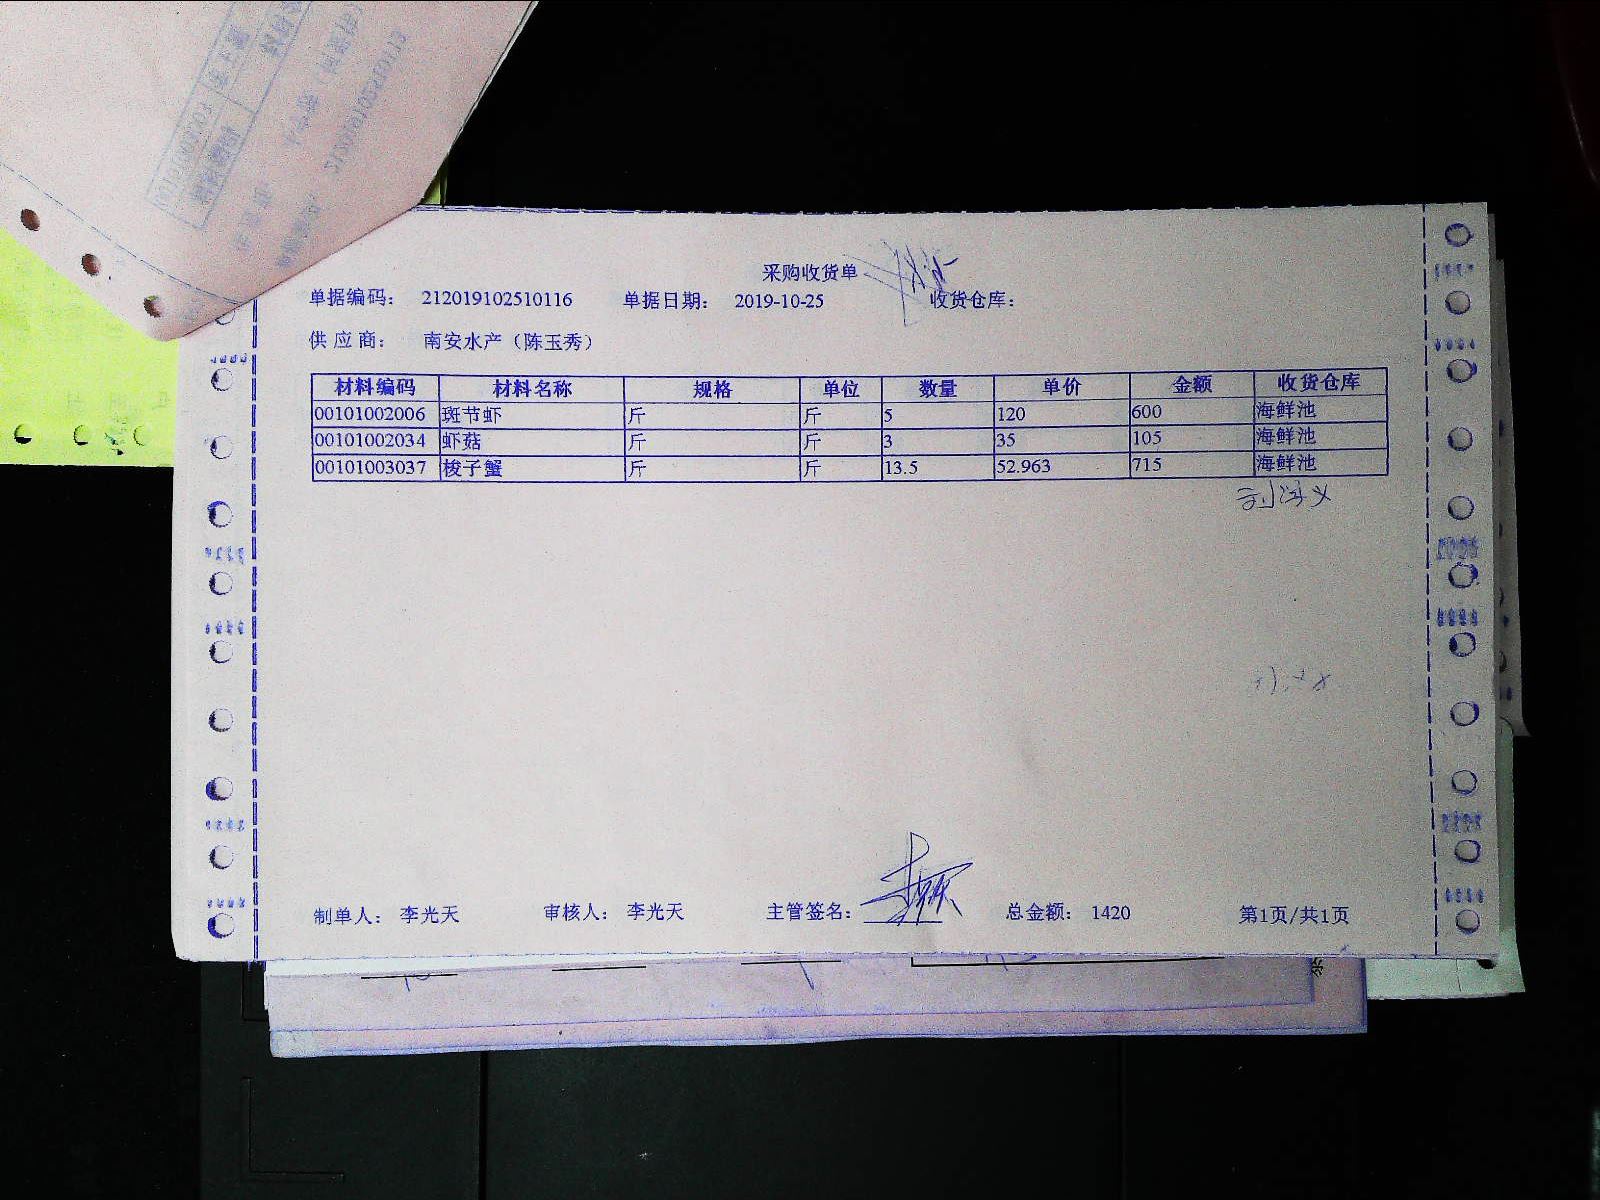 采购收货单
单据编码： 212019102510116 单据日期： 2019-10-25 收货仓库：
供 应 商： 南安水产（陈玉秀）
材料编码 材料名称 规格 单位 数量 单价 金额 收货仓库
00101002006 斑节虾 斤 斤 5 120 600 海鲜池
00101002034 虾菇 斤 斤 3 35 105 海鲜池
00101003037 梭子蟹 斤 斤 13.5 52.963 715 海鲜池
制单人： 李光天 审核人： 李光天 主管签名： 总金额： 1420 第1页/共1页